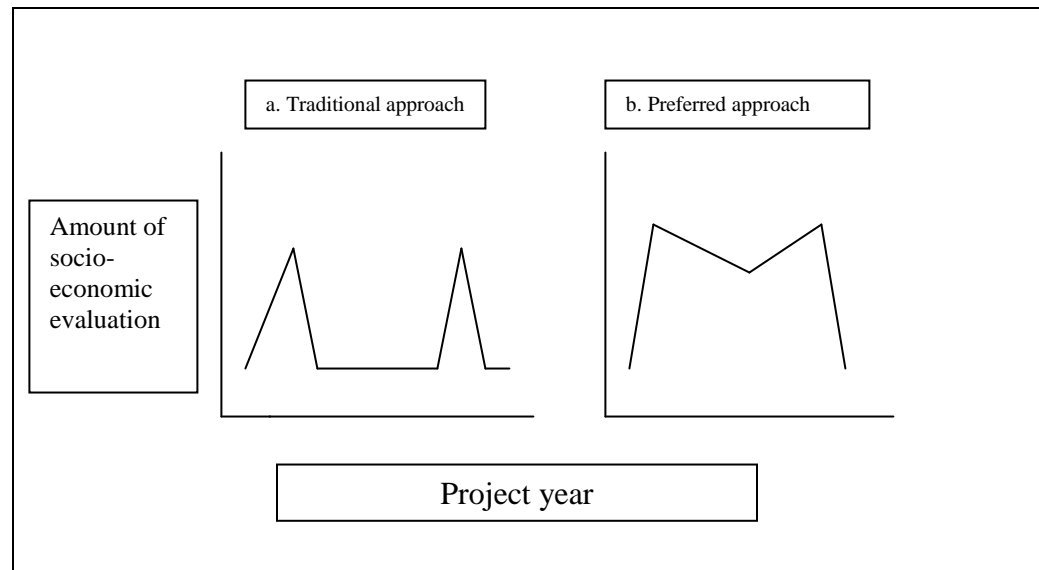 a. Traditional approach
b. Preferred approach
Amount of
socio-
economic
evaluation
Project year